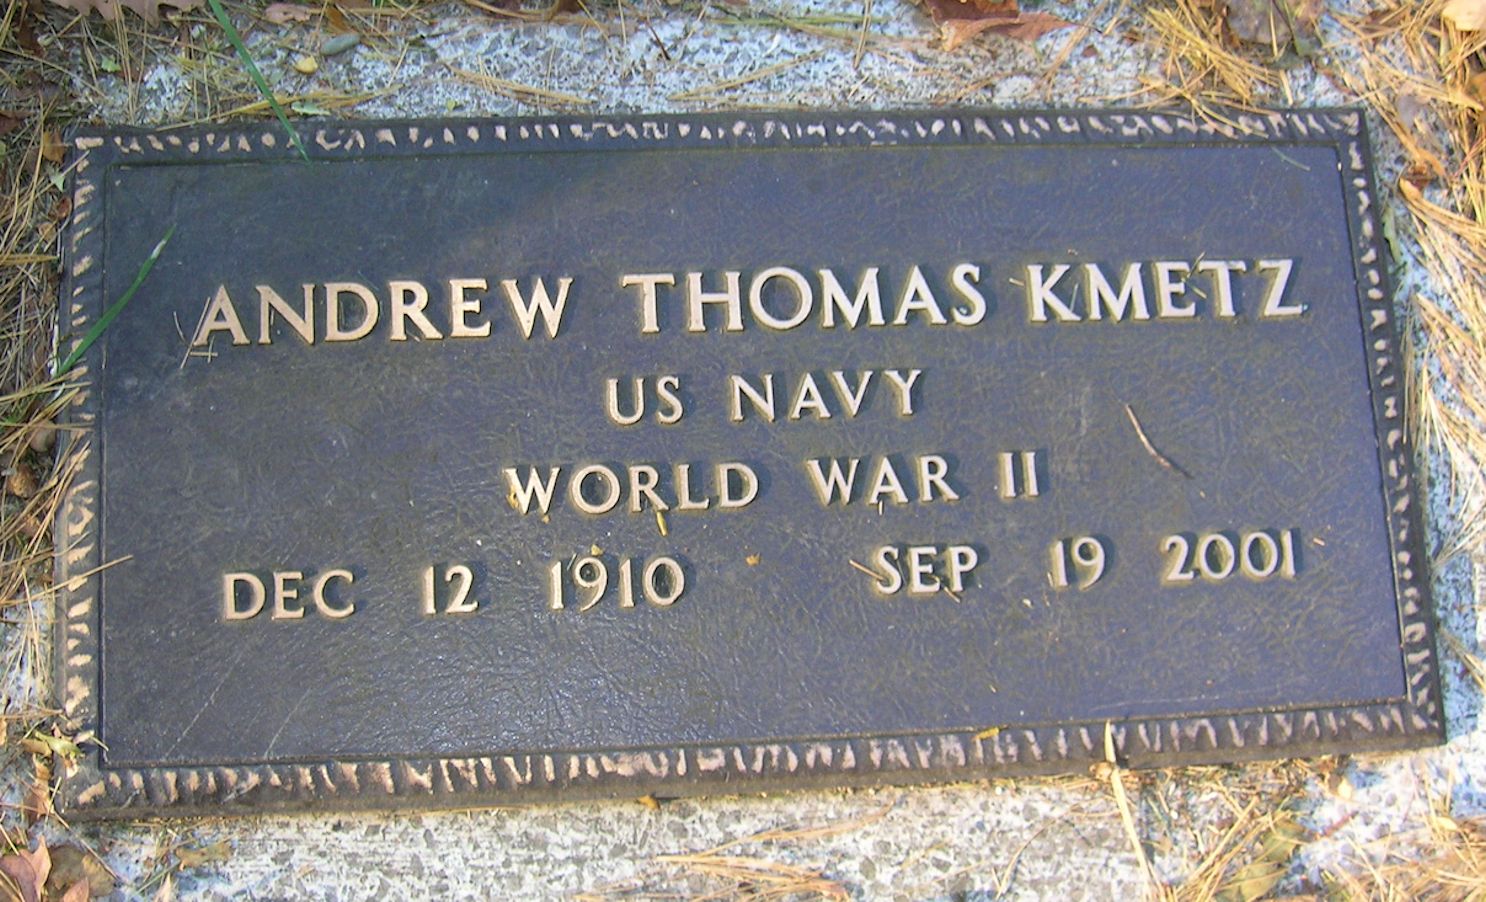 ANDREW THOMAS KMETZ
US NAVY
WORLD WAR II
DEC 12 1910 SEP 19 2001